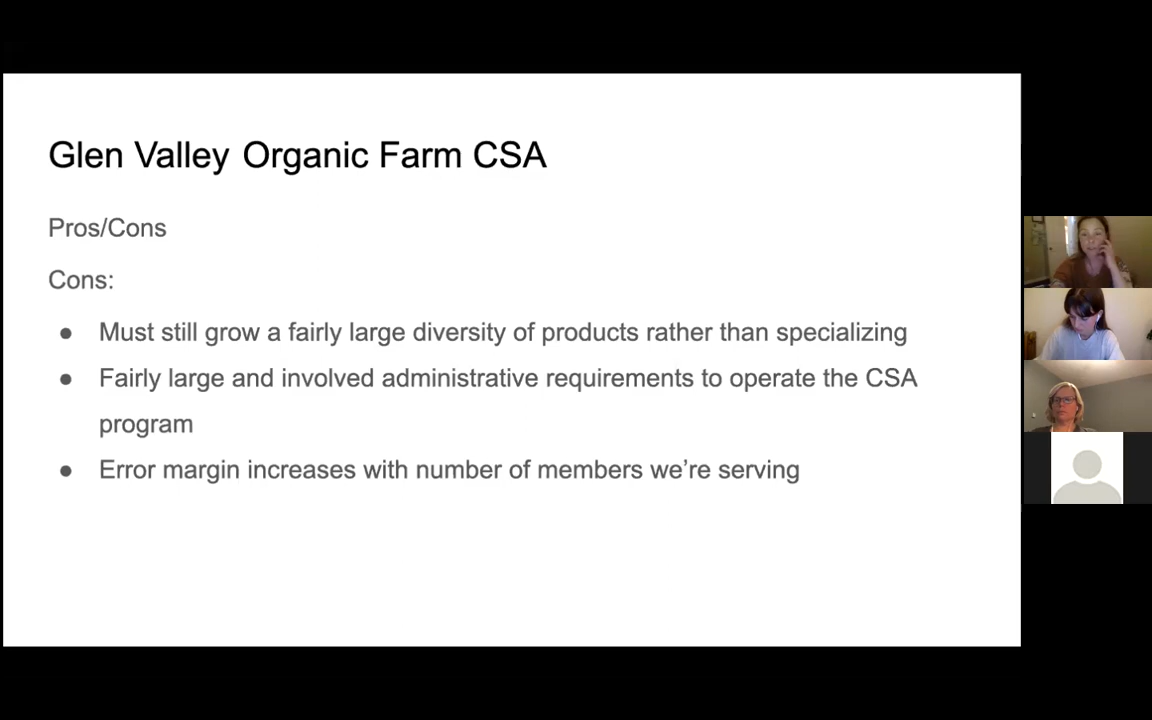 Glen Valley Organic Farm CSA
Pros/Cons
Cons:
● Must still grow a fairly large diversity of products rather than specializing
● Fairly large and involved administrative requirements to operate the CSA
program
● Error margin increases with number of members we’re serving